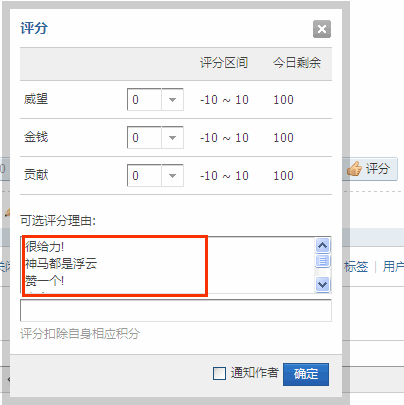 评分
评分区间 今日剩余
威望 0 -10 ~ 10 100
金钱 0 -10 ~ 10 100
贡献 0 -10 ~ 10 100
0
评分
可选评分理由:
很给力!
神马都是浮云
赞一个!
标签 | 用户
评分扣除自身相应积分
通知作者 确定